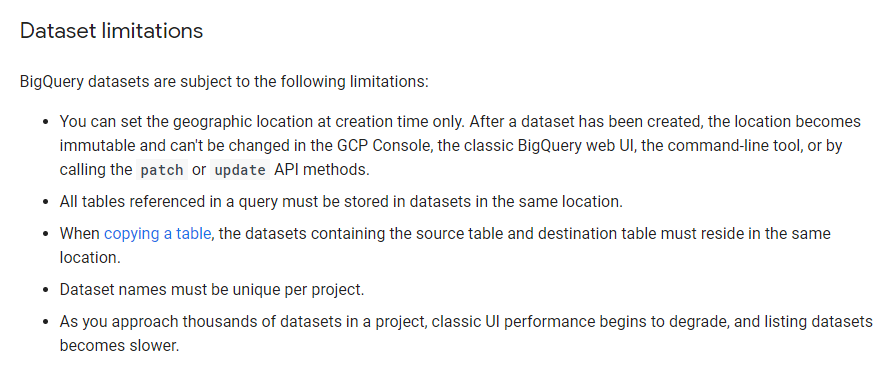 Dataset limitations
BigQuery datasets are subject to the following limitations:
• You can set the geographic location at creation time only. After a dataset has been created, the location becomes
immutable and can't be changed in the GCP Console, the classic BigQuery web UI, the command-line tool, or by
calling the patch or update API methods.
• All tables referenced in a query must be stored in datasets in the same location.
• When copying a table, the datasets containing the source table and destination table must reside in the same
location.
• Dataset names must be unique per project.
• As you approach thousands of datasets in a project, classic UI performance begins to degrade, and listing datasets
becomes slower.